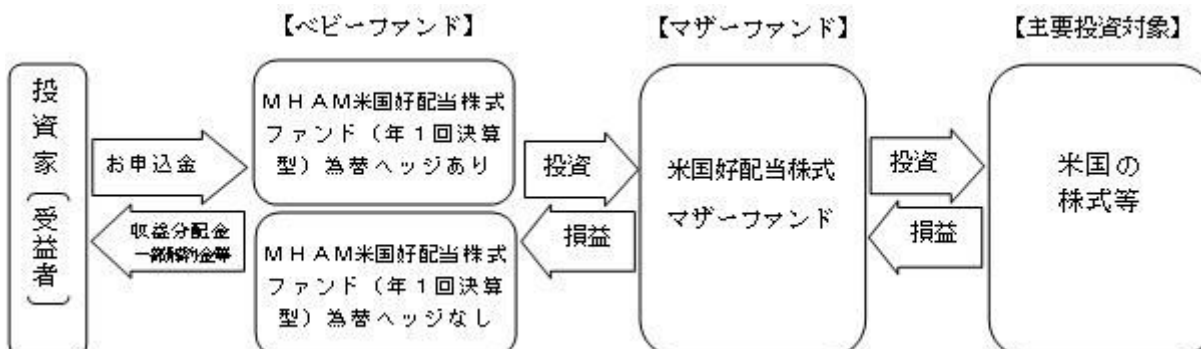 【ベビーファンド】
【マザーファンド】
【主要投資対象】
投資家(受益者)
お申込金
収益分配金
一部解約金等
MHAM米国好配当株式
ファンド(年1回決算
型)為替ヘッジあり
MHAM米国好配当株式
ファンド(年1回決算
型)為替ヘッジなし
投資
損益
米国好配当株式
マザーファンド
投資
損益
米国の
株式等